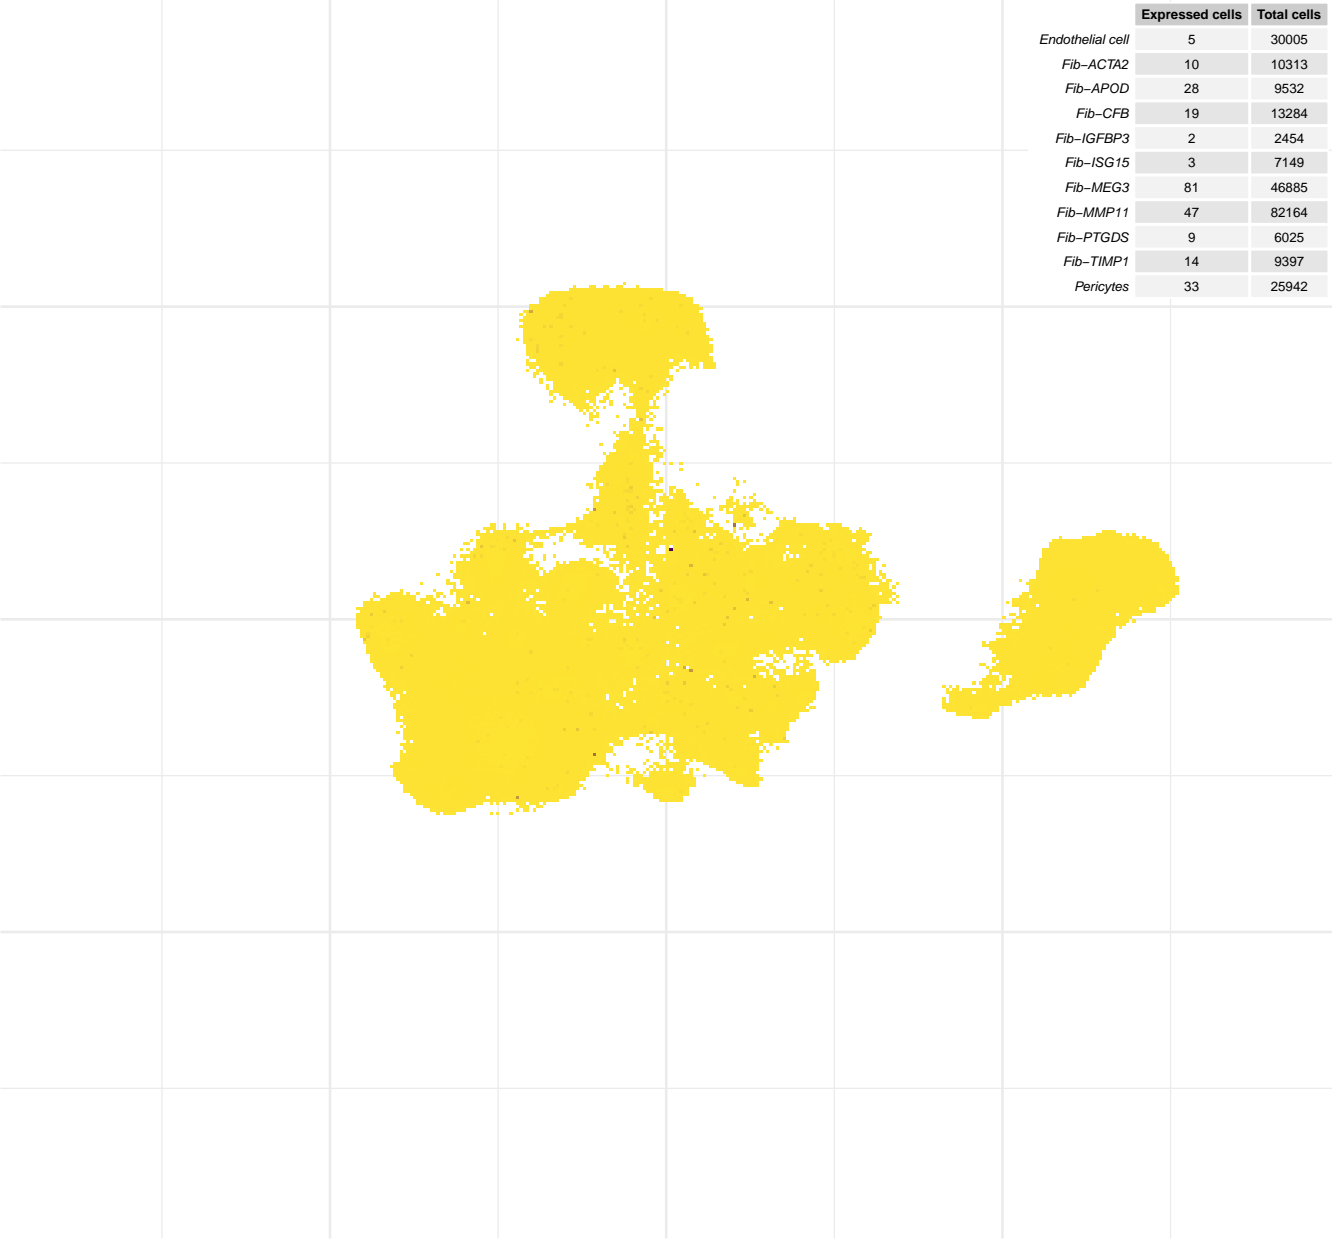 Expressed cells Total cells
Endothelial cell 5 30005
Fib−ACTA2 10 10313
Fib−APOD 28 9532
Fib−CFB 19 13284
Fib−IGFBP3 2 2454
Fib−ISG15 3 7149
Fib−MEG3 81 46885
Fib−MMP11 47 82164
Fib−PTGDS 9 6025
Fib−TIMP1 14 9397
Pericytes 33 25942